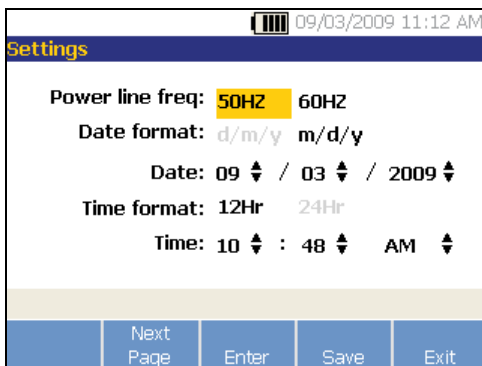 09/03/2009 11:12 AM
Settings
Power line freq: 50HZ 60HZ
Date format: d/m/y m/d/y
Date: 09 / 03 / 2009
Time format: 12Hr 24Hr
Time: 10 : 48 AM
Next Page Enter Save Exit